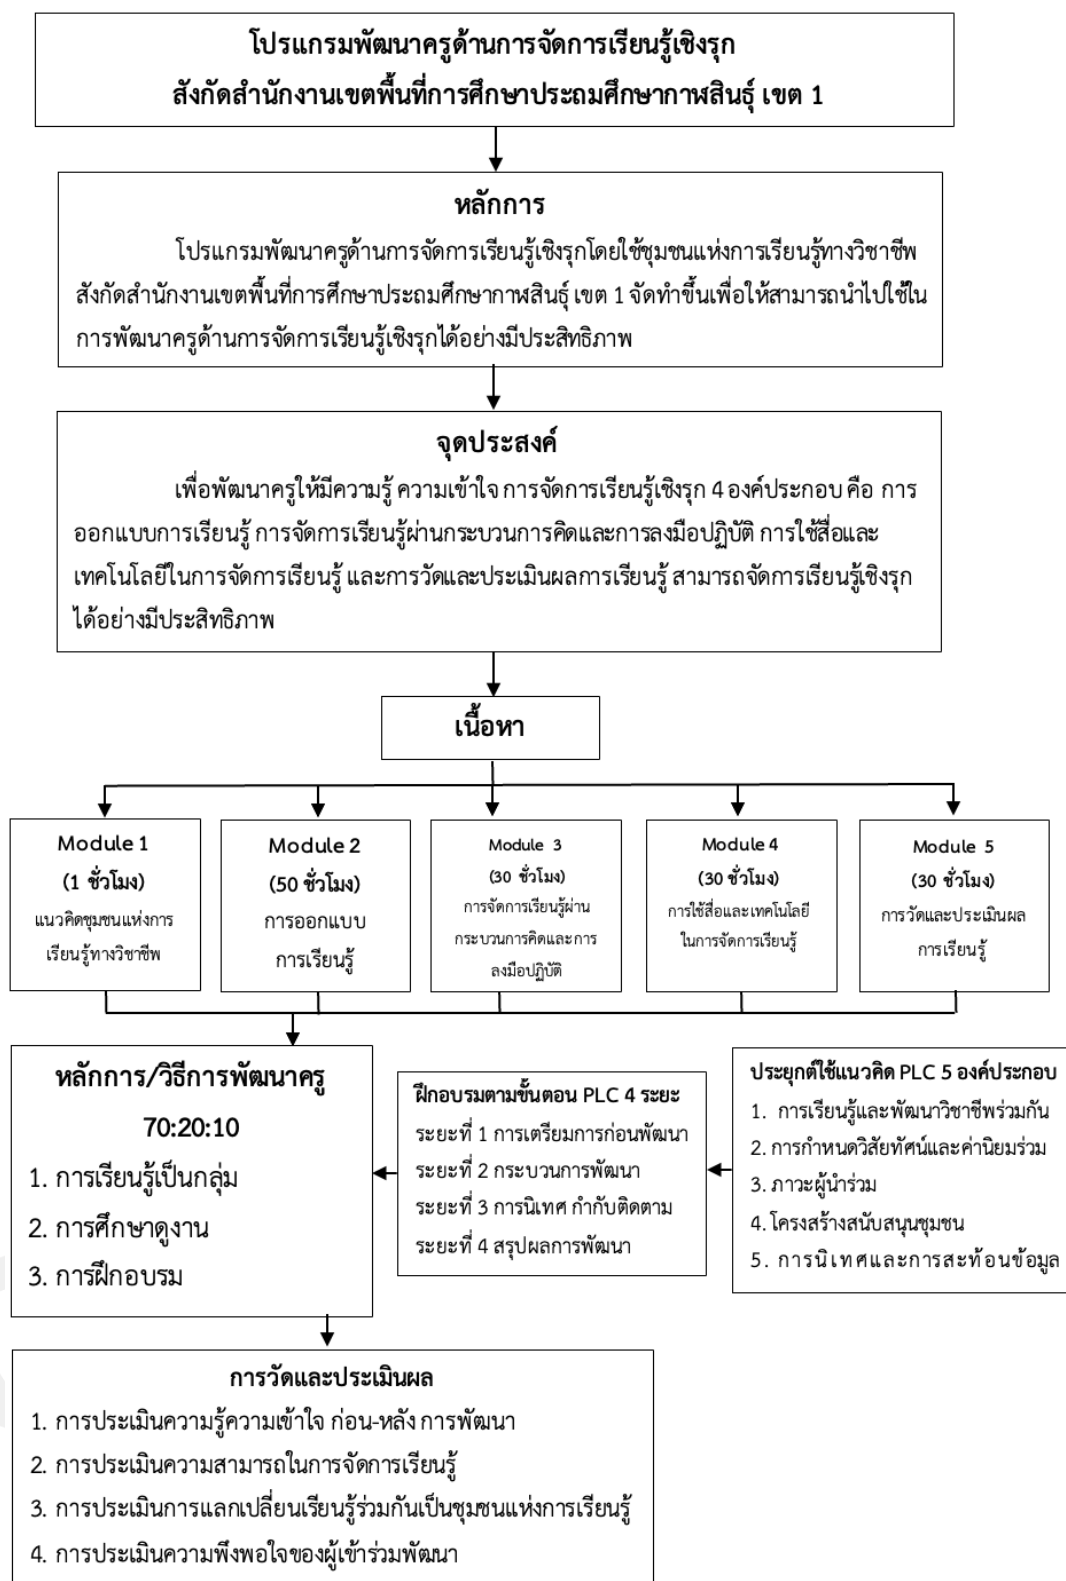 โปรแกรมพัฒนาครูด้านการจัดการเรียนรู้เชิงรุก
สังกัดสำนักงานเขตพื้นที่การศึกษาประถมศึกษากาฬสินธุ์ เขต 1
หลักการ
โปรแกรมพัฒนาครูด้านการจัดการเรียนรู้เชิงรุกโดยใช้ชุมชนแห่งการเรียนรู้ทางวิชาชีพ
สังกัดสำนักงานเขตพื้นที่การศึกษาประถมศึกษากาฬสินธุ์ เขต 1 จัดทำขึ้นเพื่อให้สามารถนำไปใช้ใน
การพัฒนาครูด้านการจัดการเรียนรู้เชิงรุกได้อย่างมีประสิทธิภาพ
จุดประสงค์
เพื่อพัฒนาครูให้มีความรู้ ความเข้าใจ การจัดการเรียนรู้เชิงรุก 4 องค์ประกอบ คือ การ
ออกแบบการเรียนรู้ การจัดการเรียนรู้ผ่านกระบวนการคิดและการลงมือปฏิบัติ การใช้สื่อและ
เทคโนโลยีในการจัดการเรียนรู้ และการวัดและประเมินผลการเรียนรู้ สามารถจัดการเรียนรู้เชิงรุก
ได้อย่างมีประสิทธิภาพ
เนื้อหา
Module 1
(1 ชั่วโมง)
แนวคิดชุมชนแห่งการ
เรียนรู้ทางวิชาชีพ
Module 2
(50 ชั่วโมง)
การออกแบบ
การเรียนรู้
Module 3
(30 ชั่วโมง)
การจัดการเรียนรู้ผ่าน
กระบวนการคิดและการ
ลงมือปฏิบัติ
Module 4
(30 ชั่วโมง)
การใช้สื่อและเทคโนโลยี
ในการจัดการเรียนรู้
Module 5
(30 ชั่วโมง)
การวัดและประเมินผล
การเรียนรู้
หลักการ/วิธีการพัฒนาครู
70:20:10
1. การเรียนรู้เป็นกลุ่ม
2. การศึกษาดูงาน
3. การฝึกอบรม
ฝึกอบรมตามขั้นตอน PLC 4 ระยะ
ระยะที่ 1 การเตรียมการก่อนพัฒนา
ระยะที่ 2 กระบวนการพัฒนา
ระยะที่ 3 การนิเทศ กำกับติดตาม
ระยะที่ 4 สรุปผลการพัฒนา
ประยุกต์ใช้แนวคิด PLC 5 องค์ประกอบ
1. การเรียนรู้และพัฒนาวิชาชีพร่วมกัน
2. การกำหนดวิสัยทัศน์และค่านิยมร่วม
3. ภาวะผู้นำร่วม
4. โครงสร้างสนับสนุนชุมชน
5. การนิเทศและการสะท้อนข้อมูล
การวัดและประเมินผล
1. การประเมินความรู้ความเข้าใจ ก่อน-หลัง การพัฒนา
2. การประเมินความสามารถในการจัดการเรียนรู้
3. การประเมินการแลกเปลี่ยนเรียนรู้ร่วมกันเป็นชุมชนแห่งการเรียนรู้
4. การประเมินความพึงพอใจของผู้เข้าร่วมพัฒนา